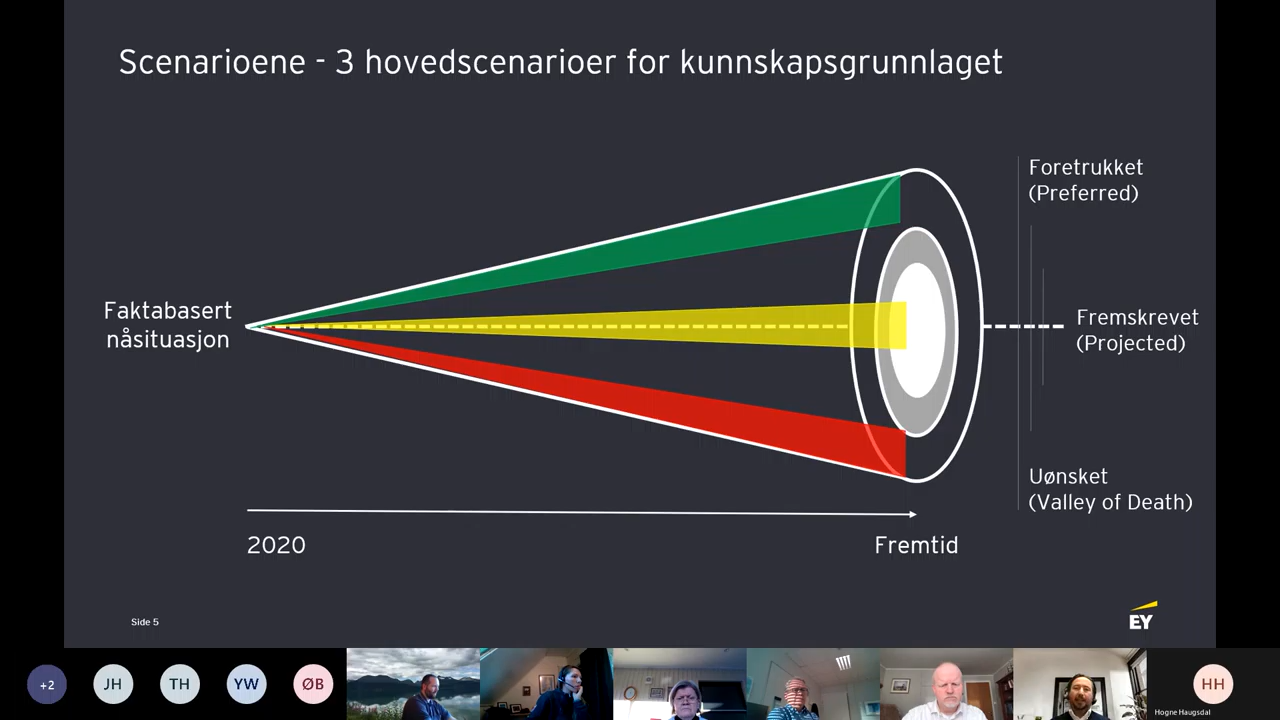 Scenarioene - 3 hovedscenarioer for kunnskapsgrunnlaget
Foretrukket
(Preferred)
Faktabasert
nåsituasjon
Fremskrevet
(Projected)
Uønsket
(Valley of Death)
2020
Fremtid
Side 5
EY
+2
JH
TH
YW
ØB
HH
Hogne Haugsdal